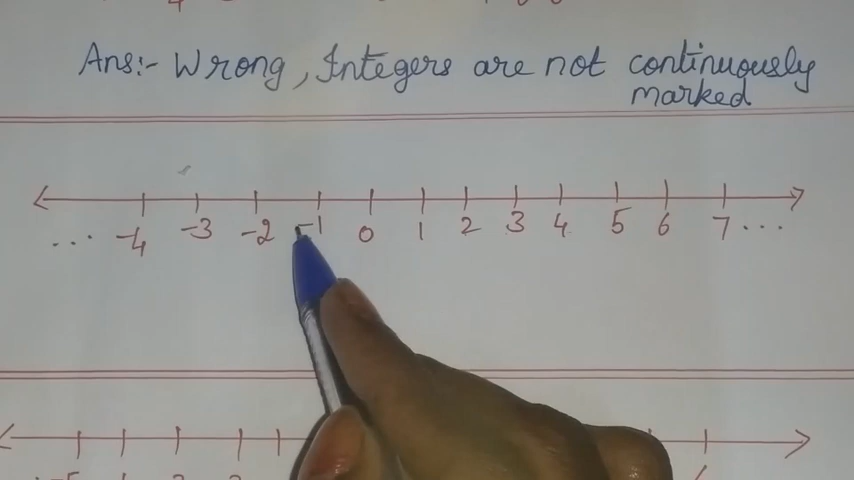 Ans:- Wrong, Integers are not continuously
marked
... -4 -3 -2 -1 0 1 2 3 4 5 6 7 ...